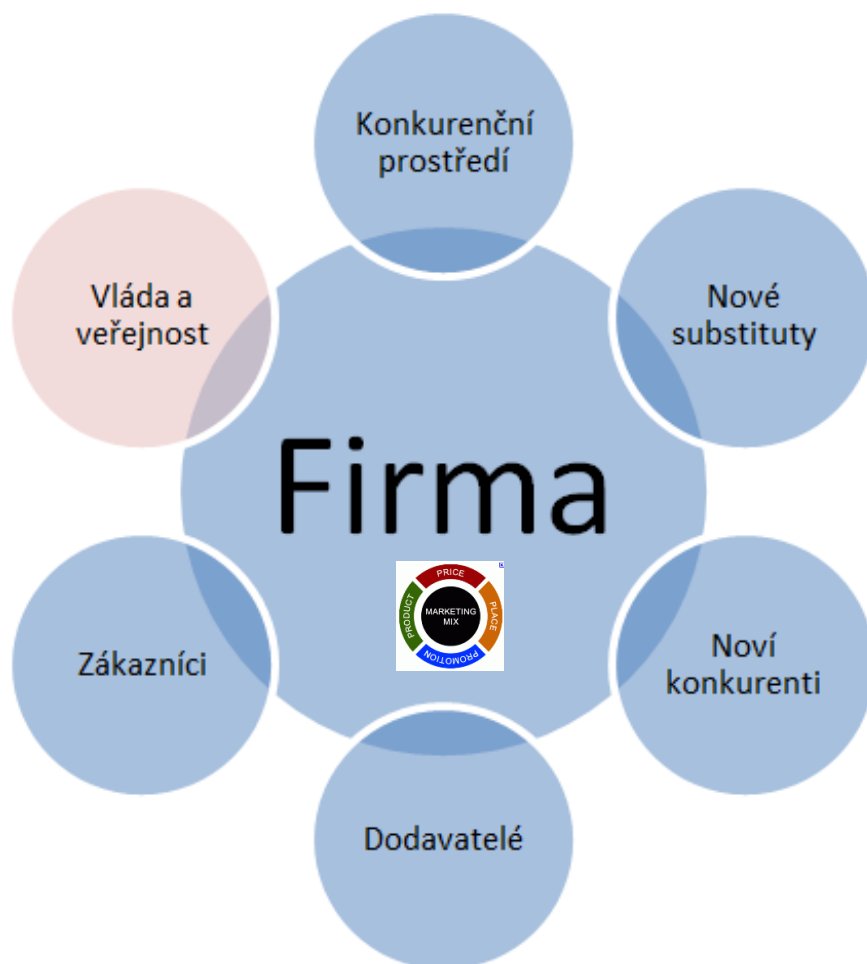 Konkurenční
prostředí
Vláda a
veřejnost
Nové
substituty
Firma
PRICE
PRODUCT
MARKETING
MIX
PLACE
PROMOTION
Zákazníci
Noví
konkurenti
Dodavatelé